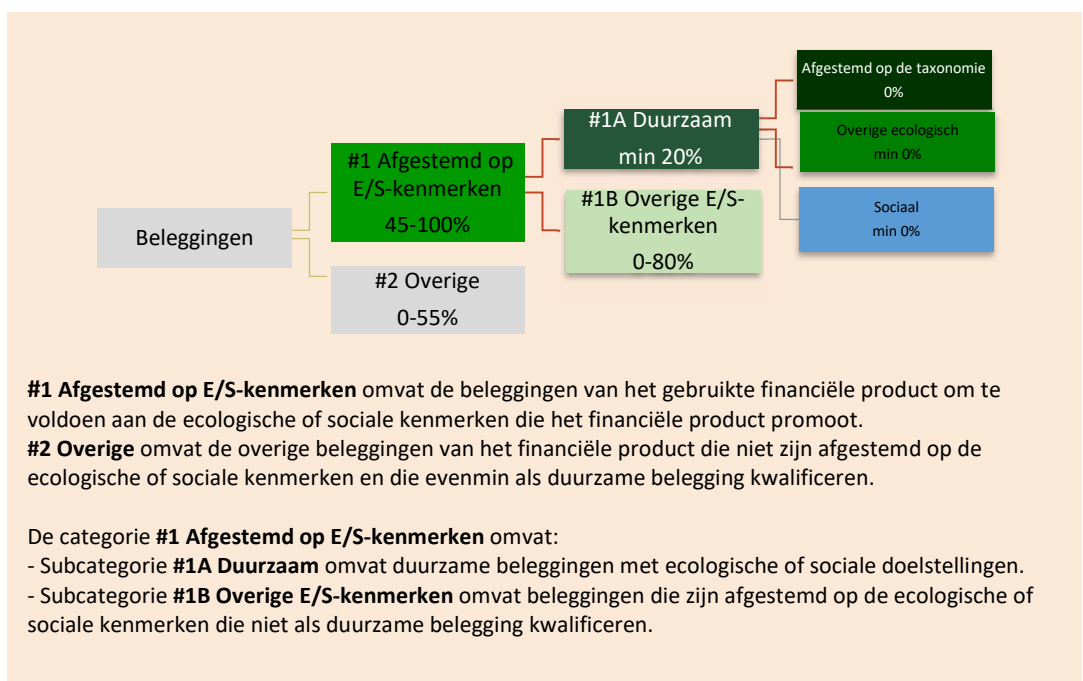 Afgestemd op de taxonomie
0%
#1A Duurzaam
min 20%
Overige ecologisch
min 0%
#1 Afgestemd op
E/S-kenmerken
45-100%
#1B Overige E/S-
kenmerken
0-80%
Sociaal
min 0%
Beleggingen
#2 Overige
0-55%
#1 Afgestemd op E/S-kenmerken omvat de beleggingen van het gebruikte financiële product om te
voldoen aan de ecologische of sociale kenmerken die het financiële product promoot.
#2 Overige omvat de overige beleggingen van het financiële product die niet zijn afgestemd op de
ecologische of sociale kenmerken en die evenmin als duurzame belegging kwalificeren.
De categorie #1 Afgestemd op E/S-kenmerken omvat:
- Subcategorie #1A Duurzaam omvat duurzame beleggingen met ecologische of sociale doelstellingen.
- Subcategorie #1B Overige E/S-kenmerken omvat beleggingen die zijn afgestemd op de ecologische of
sociale kenmerken die niet als duurzame belegging kwalificeren.